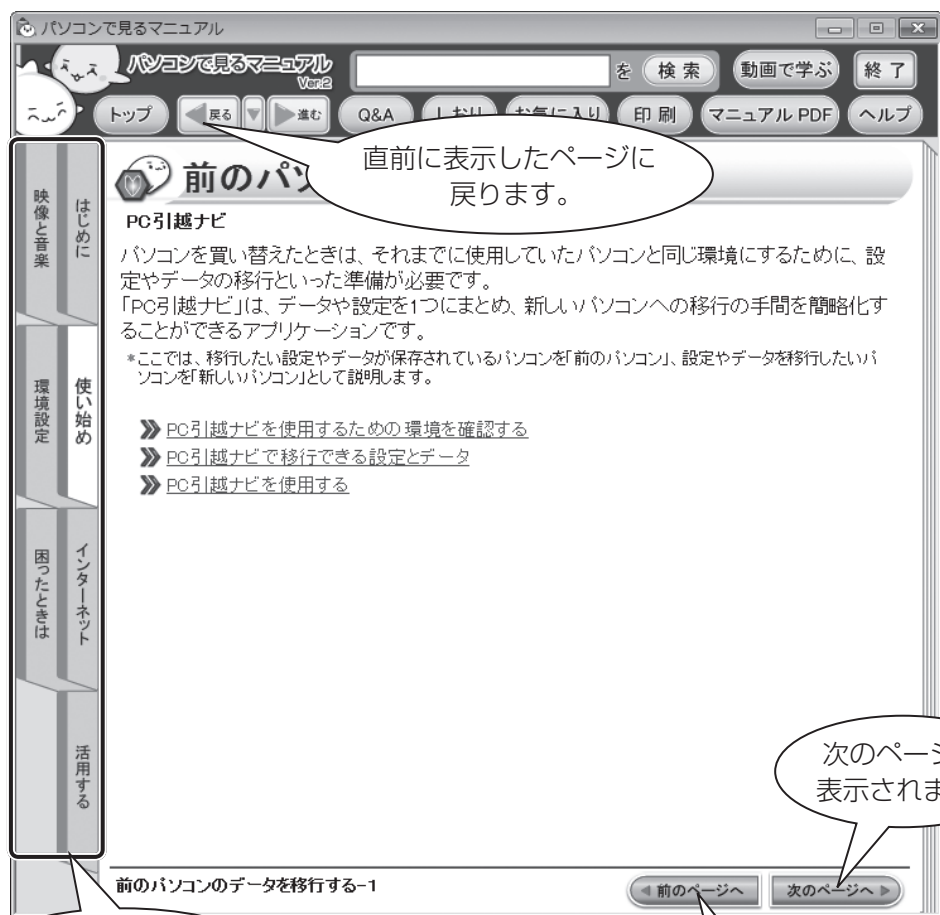 パソコンで見るマニュアル
パソコンで見るマニュアル
Ver.2
を 検索 動画で学ぶ 終了
トップ 戻る 進む Q&A しおり お気に入り 印刷 マニュアル PDF ヘルプ
直前に表示したページに
戻ります。
映像と音楽
はじめに
環境設定
使い始め
困ったときは
インターネット
活用する
前のパソ
PC引越ナビ
パソコンを買い替えたときは、それまでに使用していたパソコンと同じ環境にするために、設
定やデータの移行といった準備が必要です。
「PC引越ナビ」は、データや設定を1つにまとめ、新しいパソコンへの移行の手間を簡略化す
ることができるアプリケーションです。
*ここでは、移行したい設定やデータが保存されているパソコンを「前のパソコン」、設定やデータを移行したいパ
ソコンを「新しいパソコン」として説明します。
PC引越ナビを使用するための環境を確認する
PC引越ナビで移行できる設定とデータ
PC引越ナビを使用する
次のページ
表示されま
前のパソコンのデータを移行する-1
前のページへ 次のページへ